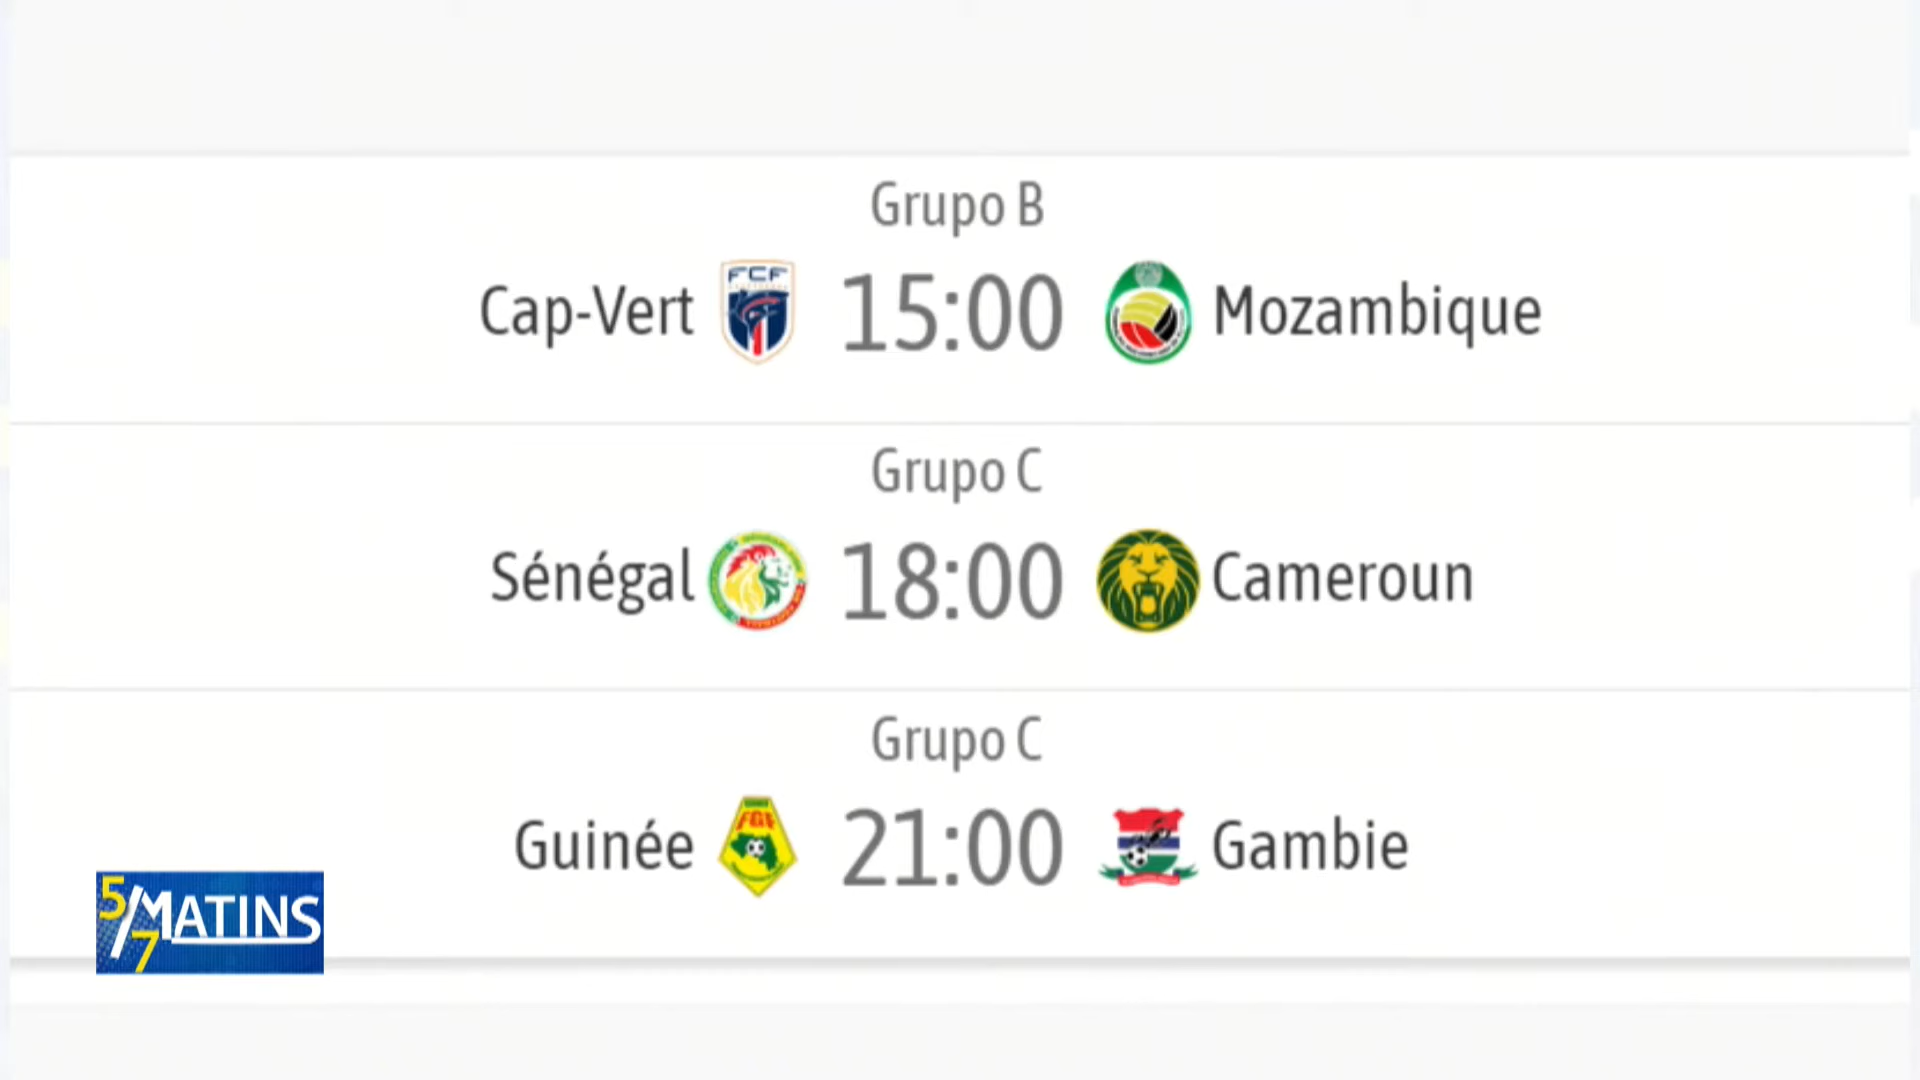 Grupo B
Cap-Vert FCF 15:00 Mozambique
Grupo C
Sénégal 18:00 Cameroun
Grupo C
Guinée FGF 21:00 Gambie
5/7 MATINS